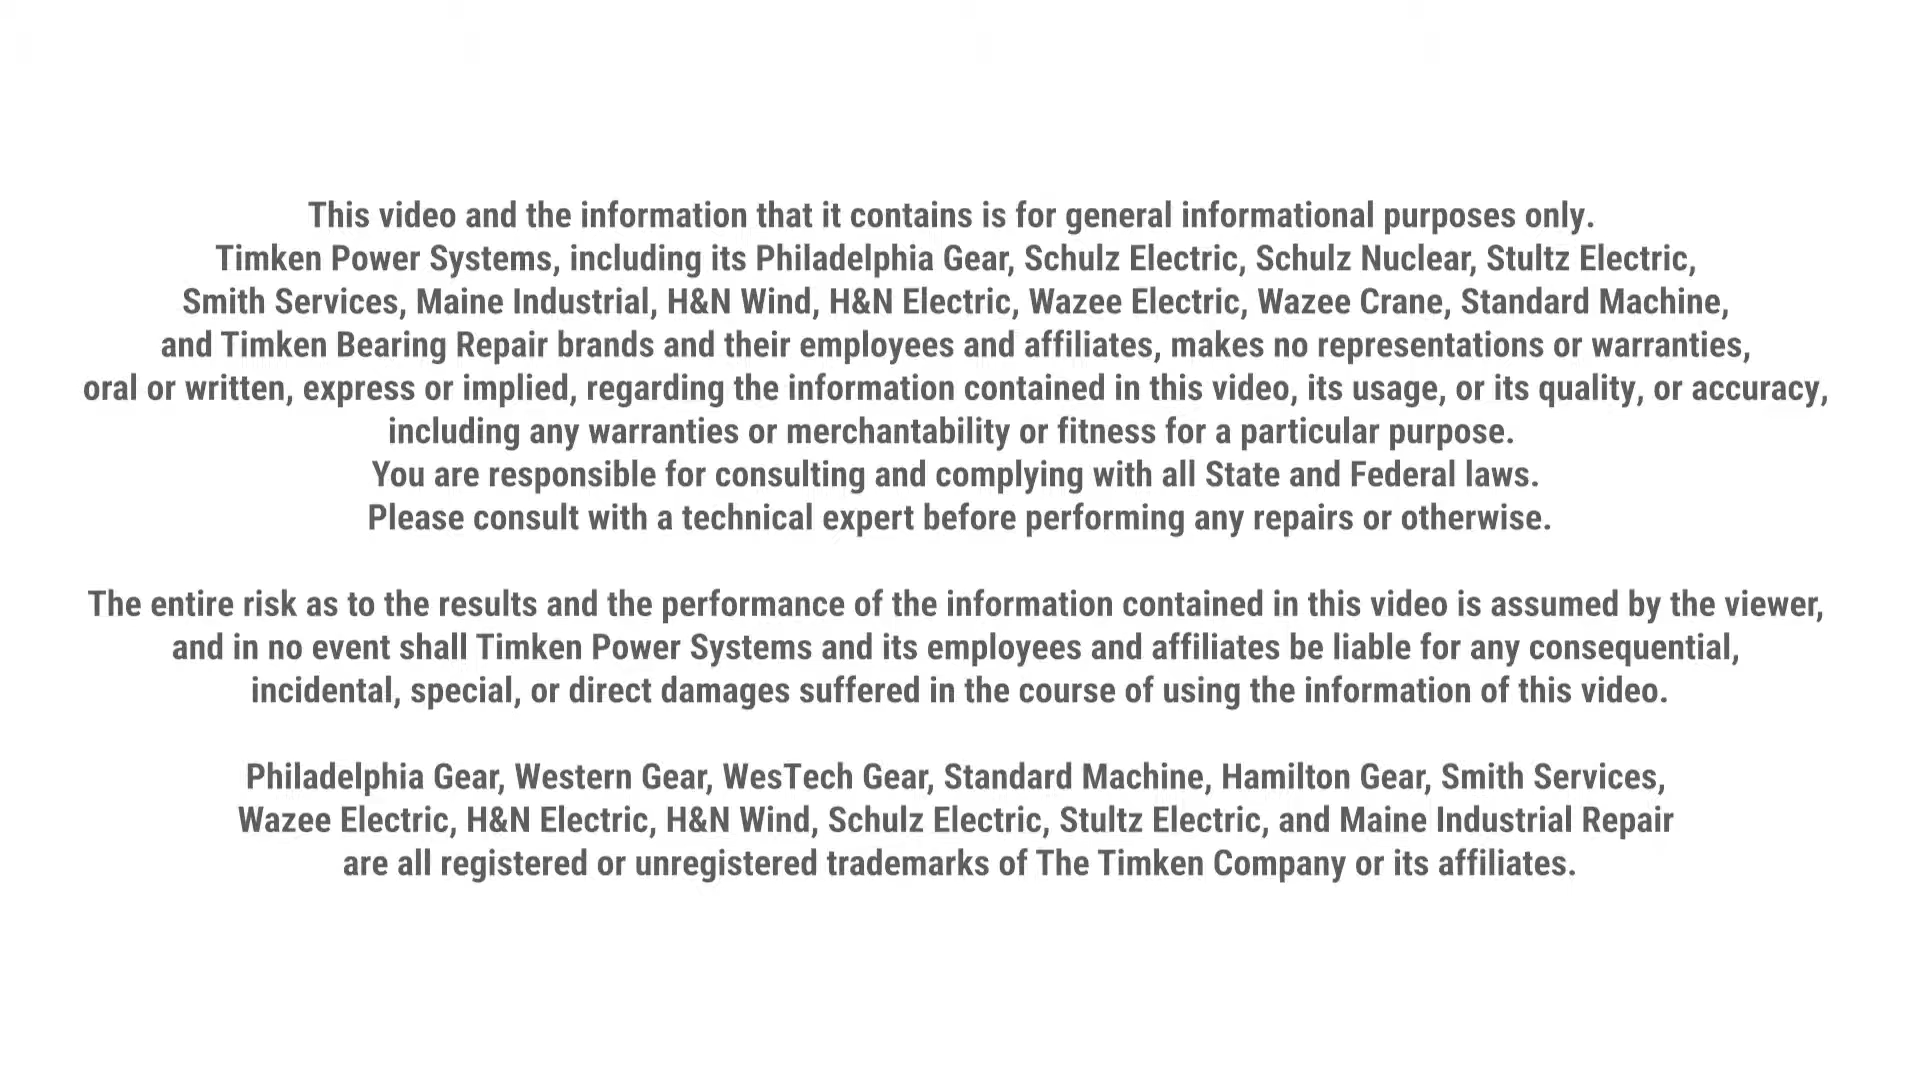 This video and the information that it contains is for general informational purposes only.
Timken Power Systems, including its Philadelphia Gear, Schulz Electric, Schulz Nuclear, Stultz Electric,
Smith Services, Maine Industrial, H&N Wind, H&N Electric, Wazee Electric, Wazee Crane, Standard Machine,
and Timken Bearing Repair brands and their employees and affiliates, makes no representations or warranties,
oral or written, express or implied, regarding the information contained in this video, its usage, or its quality, or accuracy,
including any warranties or merchantability or fitness for a particular purpose.
You are responsible for consulting and complying with all State and Federal laws.
Please consult with a technical expert before performing any repairs or otherwise.
The entire risk as to the results and the performance of the information contained in this video is assumed by the viewer,
and in no event shall Timken Power Systems and its employees and affiliates be liable for any consequential,
incidental, special, or direct damages suffered in the course of using the information of this video.
Philadelphia Gear, Western Gear, WesTech Gear, Standard Machine, Hamilton Gear, Smith Services,
Wazee Electric, H&N Electric, H&N Wind, Schulz Electric, Stultz Electric, and Maine Industrial Repair
are all registered or unregistered trademarks of The Timken Company or its affiliates.